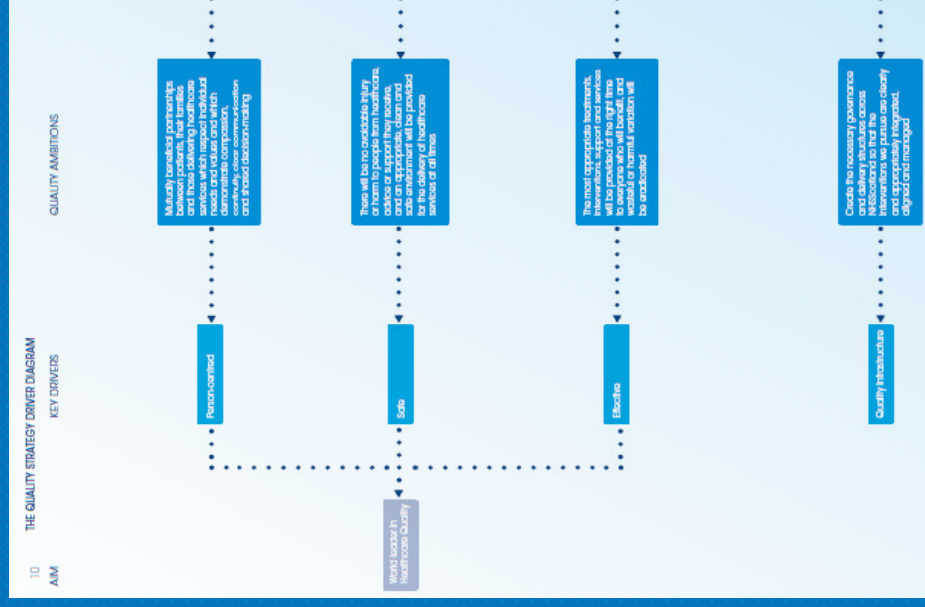 10
THE QUALITY STRATEGY DRIVER DIAGRAM
AIM
KEY DRIVERS
QUALITY AMBITIONS
World leader in
Healthcare Quality
Person-centred
Mutually beneficial partnerships
between patients, their families
and those delivering healthcare
services which respect individual
needs and values and which
demonstrate compassion,
continuity, clear communication
and shared decision-making
Safe
There will be no avoidable injury
or harm to people from healthcare,
advice or support they receive,
and an appropriate, clean and
safe environment will be provided
for the delivery of healthcare
services at all times
Effective
The most appropriate treatments,
interventions, support and services
will be provided at the right time
to everyone who will benefit, and
wasteful or harmful variation will
be eradicated
Quality Infrastructure
Create the necessary governance
and delivery structures across
NHSScotland so that the
interventions we pursue are clearly
and appropriately integrated,
aligned and managed